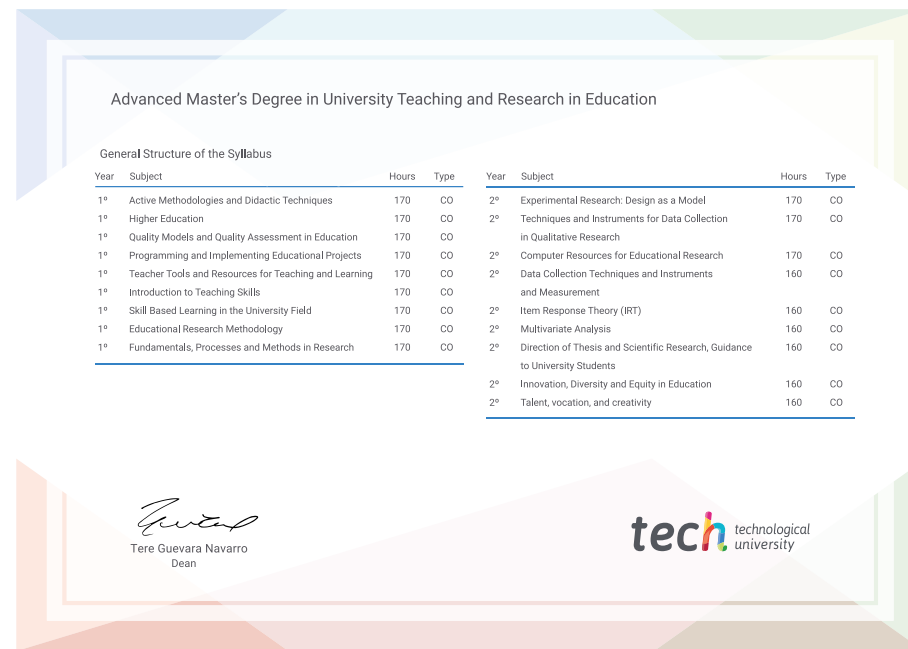 Advanced Master's Degree in University Teaching and Research in Education
General Structure of the Syllabus
Year Subject Hours Type
1º Active Methodologies and Didactic Techniques 170 CO
1º Higher Education 170 CO
1º Quality Models and Quality Assessment in Education 170 CO
1º Programming and Implementing Educational Projects 170 CO
1º Teacher Tools and Resources for Teaching and Learning 170 CO
1º Introduction to Teaching Skills 170 CO
1º Skill Based Learning in the University Field 170 CO
1º Educational Research Methodology 170 CO
1º Fundamentals, Processes and Methods in Research 170 CO
Year Subject Hours Type
2º Experimental Research: Design as a Model 170 CO
2º Techniques and Instruments for Data Collection 170 CO
in Qualitative Research
2º Computer Resources for Educational Research 170 CO
2º Data Collection Techniques and Instruments 160 CO
and Measurement
2º Item Response Theory (IRT) 160 CO
2º Multivariate Analysis 160 CO
2º Direction of Thesis and Scientific Research, Guidance 160 CO
to University Students
2º Innovation, Diversity and Equity in Education 160 CO
2º Talent, vocation, and creativity 160 CO
Tere Guevara Navarro
Dean
tech technological
university